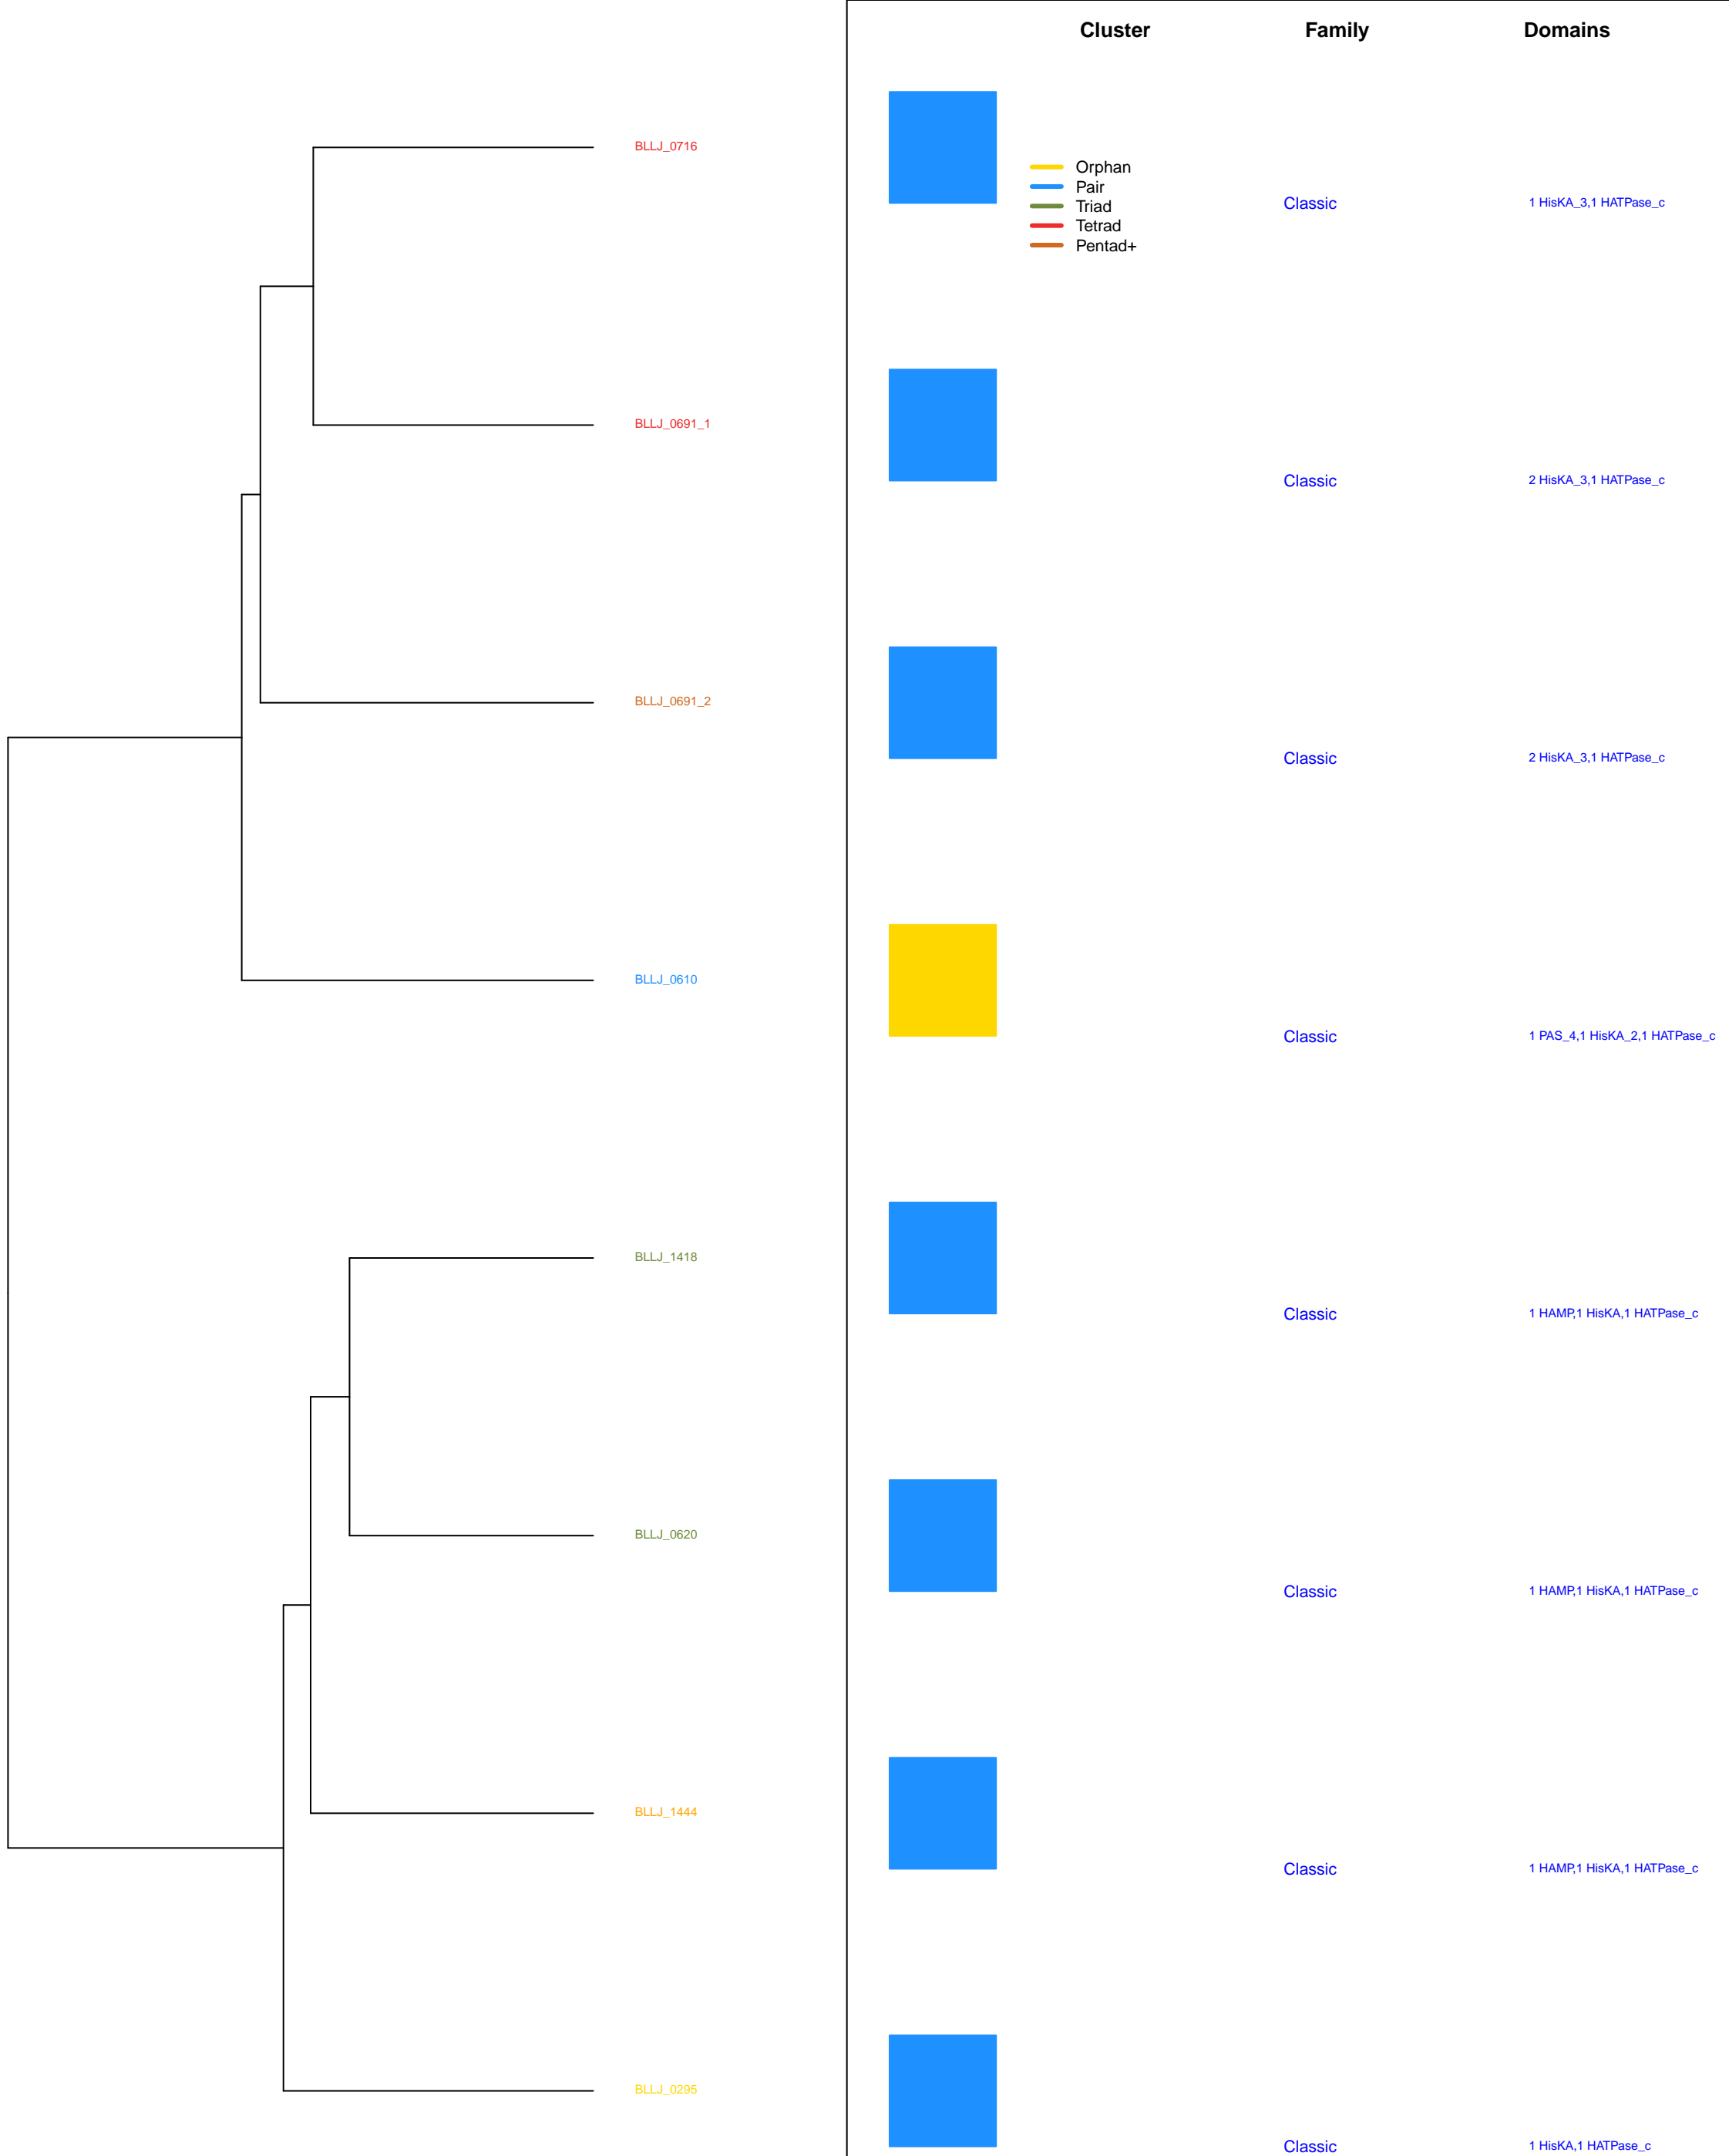 Cluster Family Domains
BLLJ_0716
Orphan
Pair
Triad
Tetrad
Pentad+
Classic 1 HisKA_3,1 HATPase_c
BLLJ_0691_1
Classic 2 HisKA_3,1 HATPase_c
BLLJ_0691_2
Classic 2 HisKA_3,1 HATPase_c
BLLJ_0610
Classic 1 PAS_4,1 HisKA_2,1 HATPase_c
BLLJ_1418
Classic 1 HAMP,1 HisKA,1 HATPase_c
BLLJ_0620
Classic 1 HAMP,1 HisKA,1 HATPase_c
BLLJ_1444
Classic 1 HAMP,1 HisKA,1 HATPase_c
BLLJ_0295
Classic 1 HisKA,1 HATPase_c